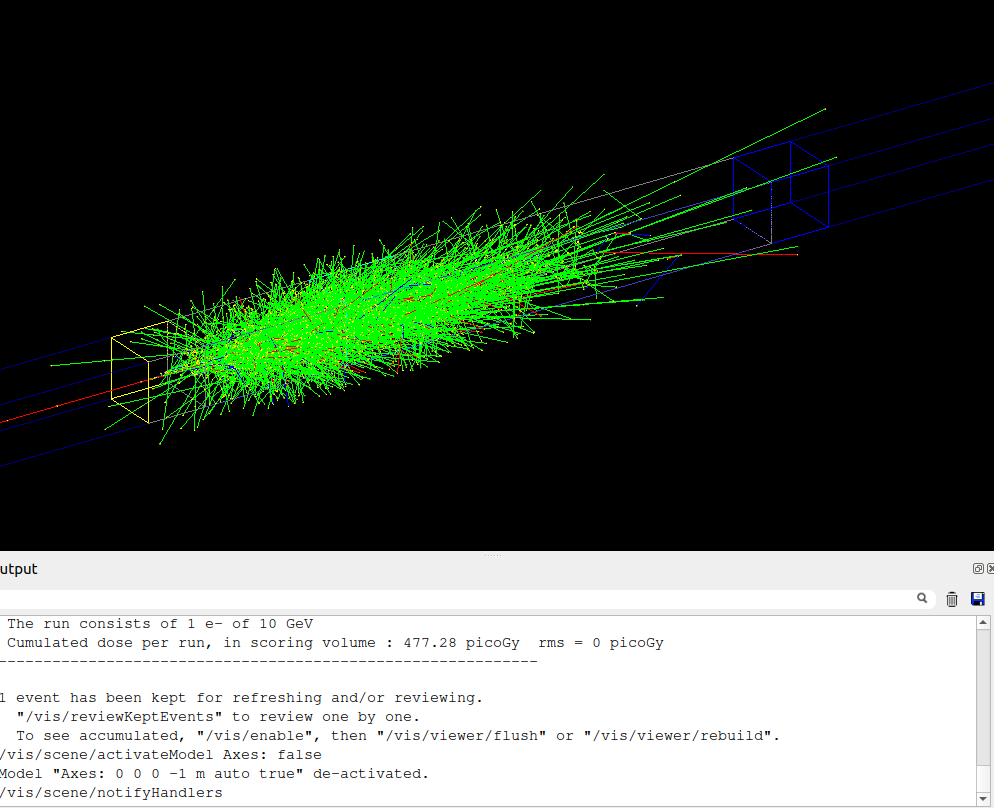 utput
The run consists of 1 e- of 10 GeV
Cumulated dose per run, in scoring volume : 477.28 picoGy  rms = 0 picoGy
------------------------------------------------------------
1 event has been kept for refreshing and/or reviewing.
"/vis/reviewKeptEvents" to review one by one.
To see accumulated, "/vis/enable", then "/vis/viewer/flush" or "/vis/viewer/rebuild".
/vis/scene/activateModel Axes: false
Model "Axes: 0 0 0 -1 m auto true" de-activated.
/vis/scene/notifyHandlers